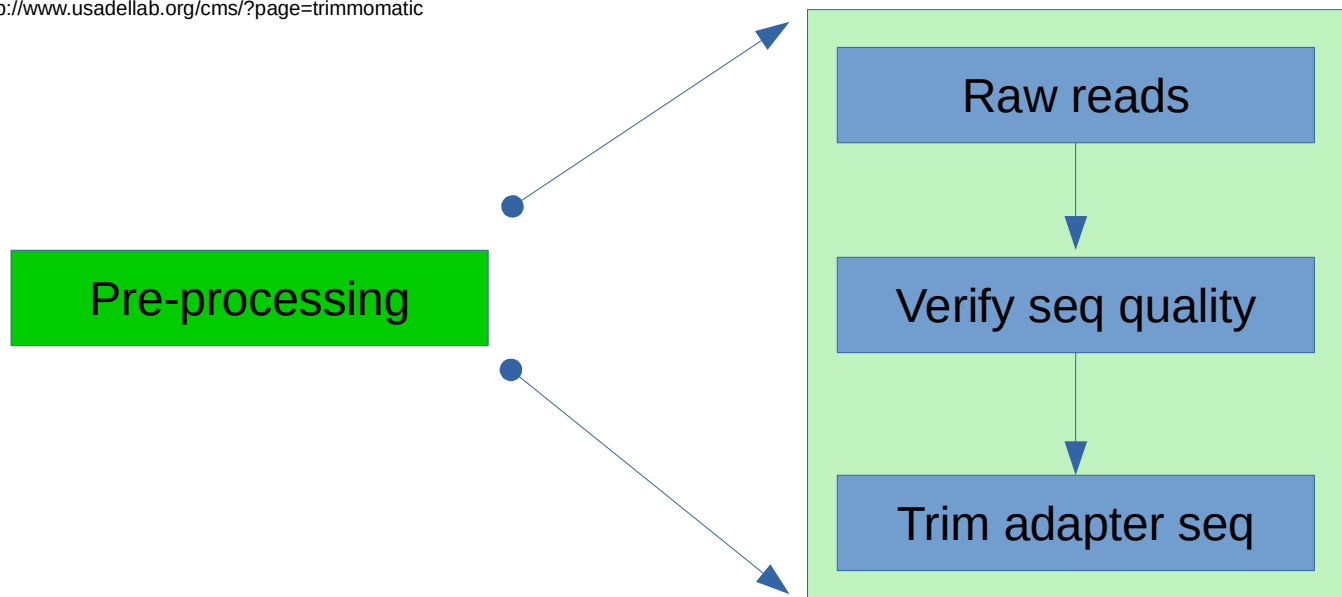 p://www.usadellab.org/cms/?page=trimmomatic
Raw reads
Pre-processing
Verify seq quality
Trim adapter seq